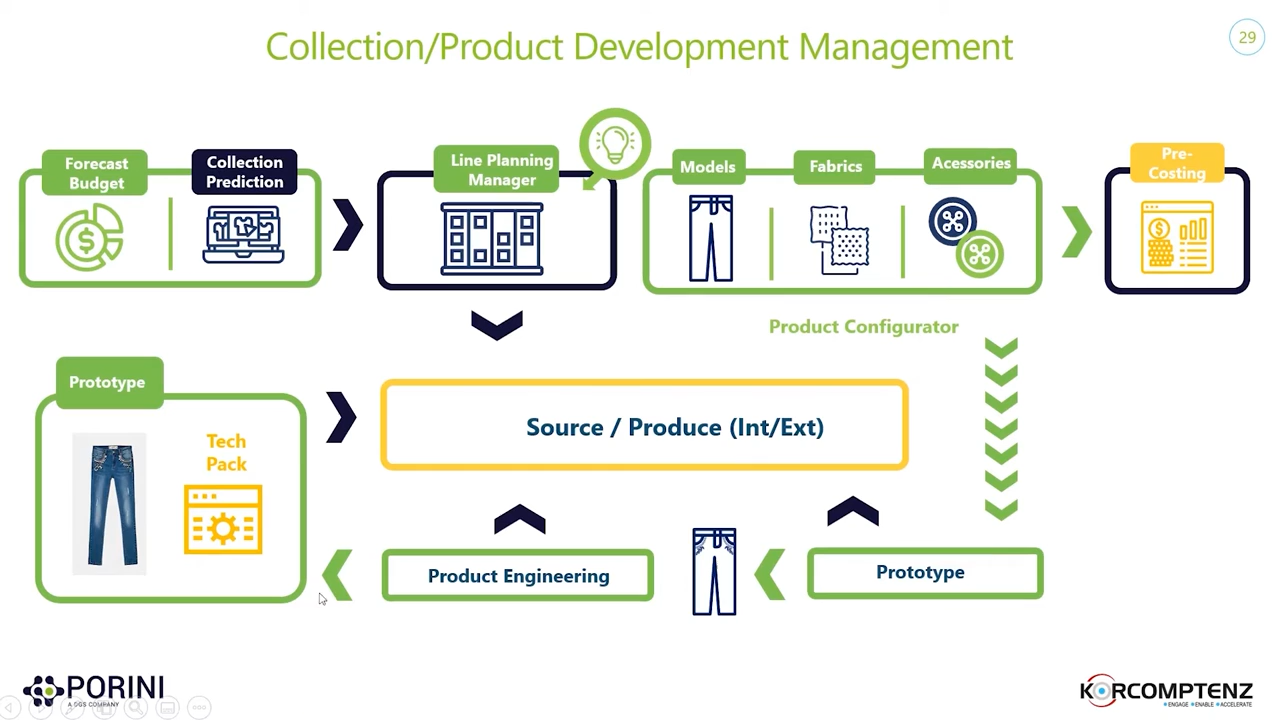 Collection/Product Development Management
29
Forecast
Budget
Collection
Prediction
Line Planning
Manager
Models
Fabrics
Acessories
Pre-
Costing
Product Configurator
Prototype
Tech
Pack
Source / Produce (Int/Ext)
Product Engineering
Prototype
PORINI
A DGS COMPANY
KORCOMPTENZ
ENGAGE ENABLE ACCELERATE